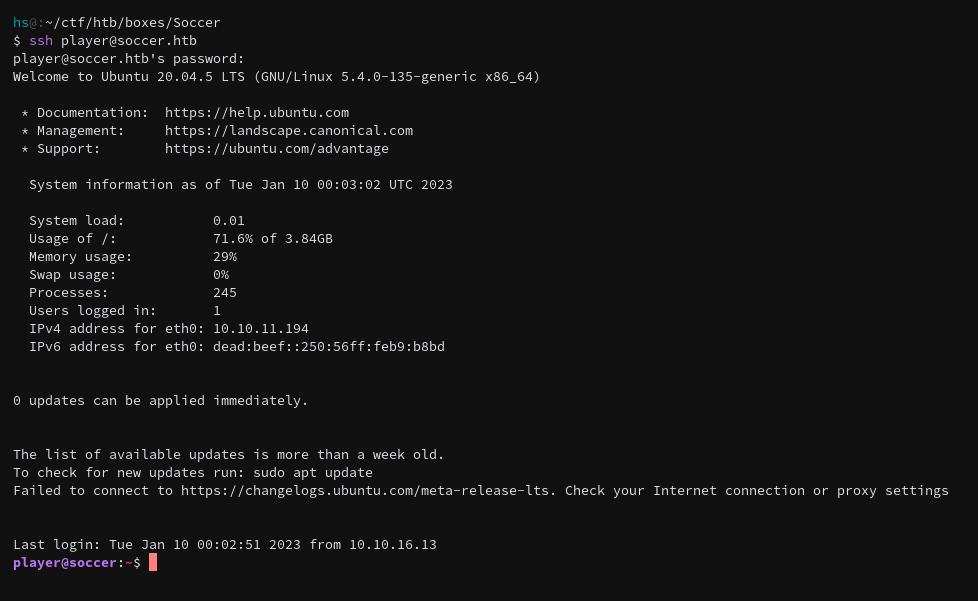 hs@:~/ctf/htb/boxes/Soccer
$ ssh player@soccer.htb
player@soccer.htb's password:
Welcome to Ubuntu 20.04.5 LTS (GNU/Linux 5.4.0-135-generic x86_64)
* Documentation:  https://help.ubuntu.com
* Management:     https://landscape.canonical.com
* Support:        https://ubuntu.com/advantage
System information as of Tue Jan 10 00:03:02 UTC 2023
System load:           0.01
Usage of /:            71.6% of 3.84GB
Memory usage:          29%
Swap usage:            0%
Processes:             245
Users logged in:       1
IPv4 address for eth0: 10.10.11.194
IPv6 address for eth0: dead:beef::250:56ff:feb9:b8bd
0 updates can be applied immediately.
The list of available updates is more than a week old.
To check for new updates run: sudo apt update
Failed to connect to https://changelogs.ubuntu.com/meta-release-lts. Check your Internet connection or proxy settings
Last login: Tue Jan 10 00:02:51 2023 from 10.10.16.13
player@soccer:~$